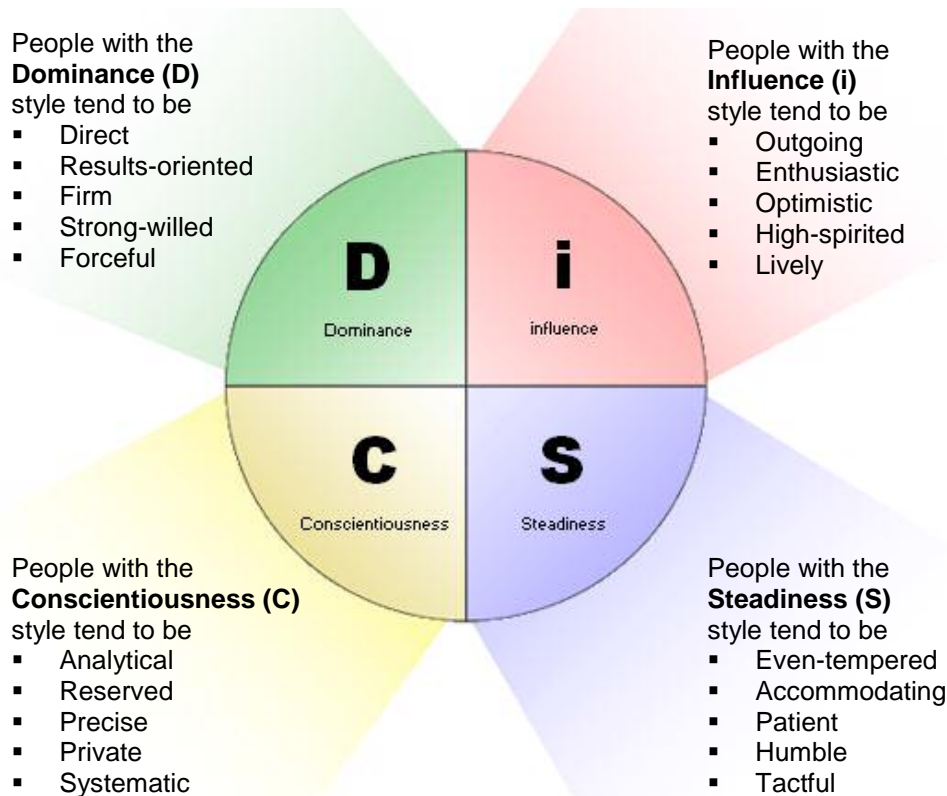 People with the
Dominance (D)
style tend to be
▪ Direct
▪ Results-oriented
▪ Firm
▪ Strong-willed
▪ Forceful
People with the
Influence (i)
style tend to be
▪ Outgoing
▪ Enthusiastic
▪ Optimistic
▪ High-spirited
▪ Lively
D
Dominance
i
influence
C
Conscientiousness
S
Steadiness
People with the
Conscientiousness (C)
style tend to be
▪ Analytical
▪ Reserved
▪ Precise
▪ Private
▪ Systematic
People with the
Steadiness (S)
style tend to be
▪ Even-tempered
▪ Accommodating
▪ Patient
▪ Humble
▪ Tactful